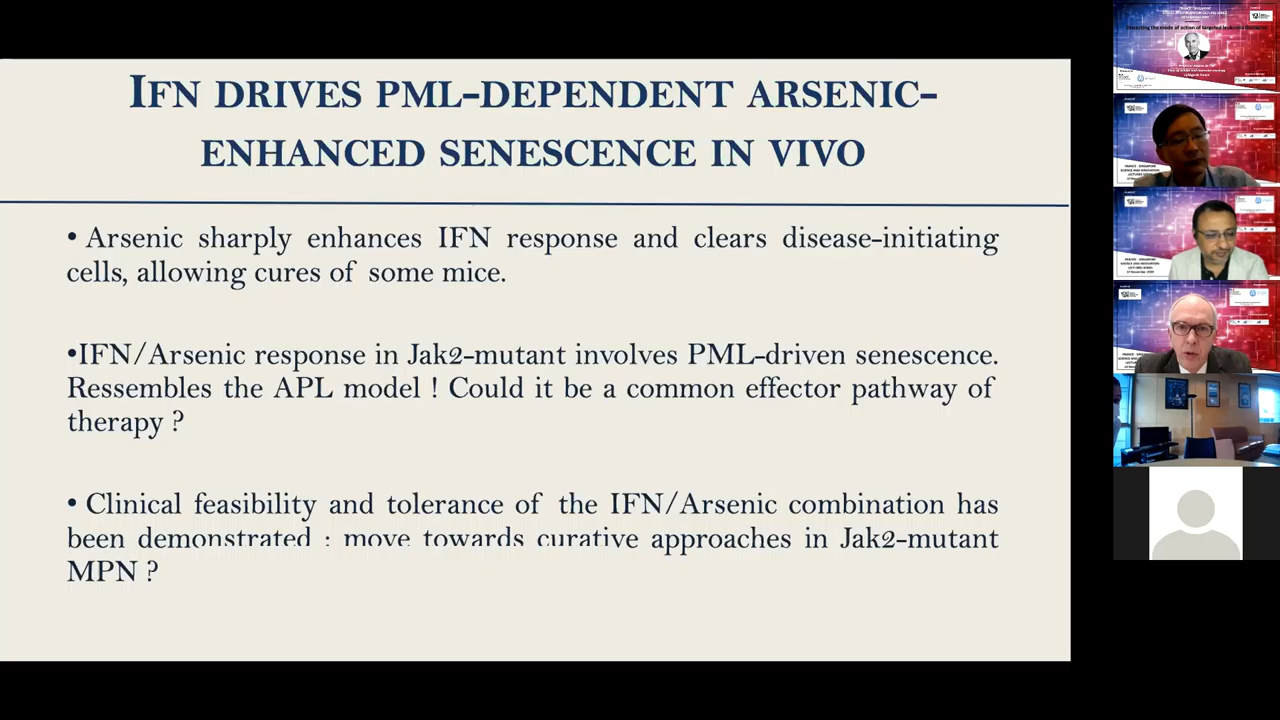 IFN DRIVES PML-DEPENDENT ARSENIC-
ENHANCED SENESCENCE IN VIVO
• Arsenic sharply enhances IFN response and clears disease-initiating
cells, allowing cures of some mice.
•IFN/Arsenic response in Jak2-mutant involves PML-driven senescence.
Ressembles the APL model ! Could it be a common effector pathway of
therapy ?
• Clinical feasibility and tolerance of the IFN/Arsenic combination has
been demonstrated : move towards curative approaches in Jak2-mutant
MPN ?